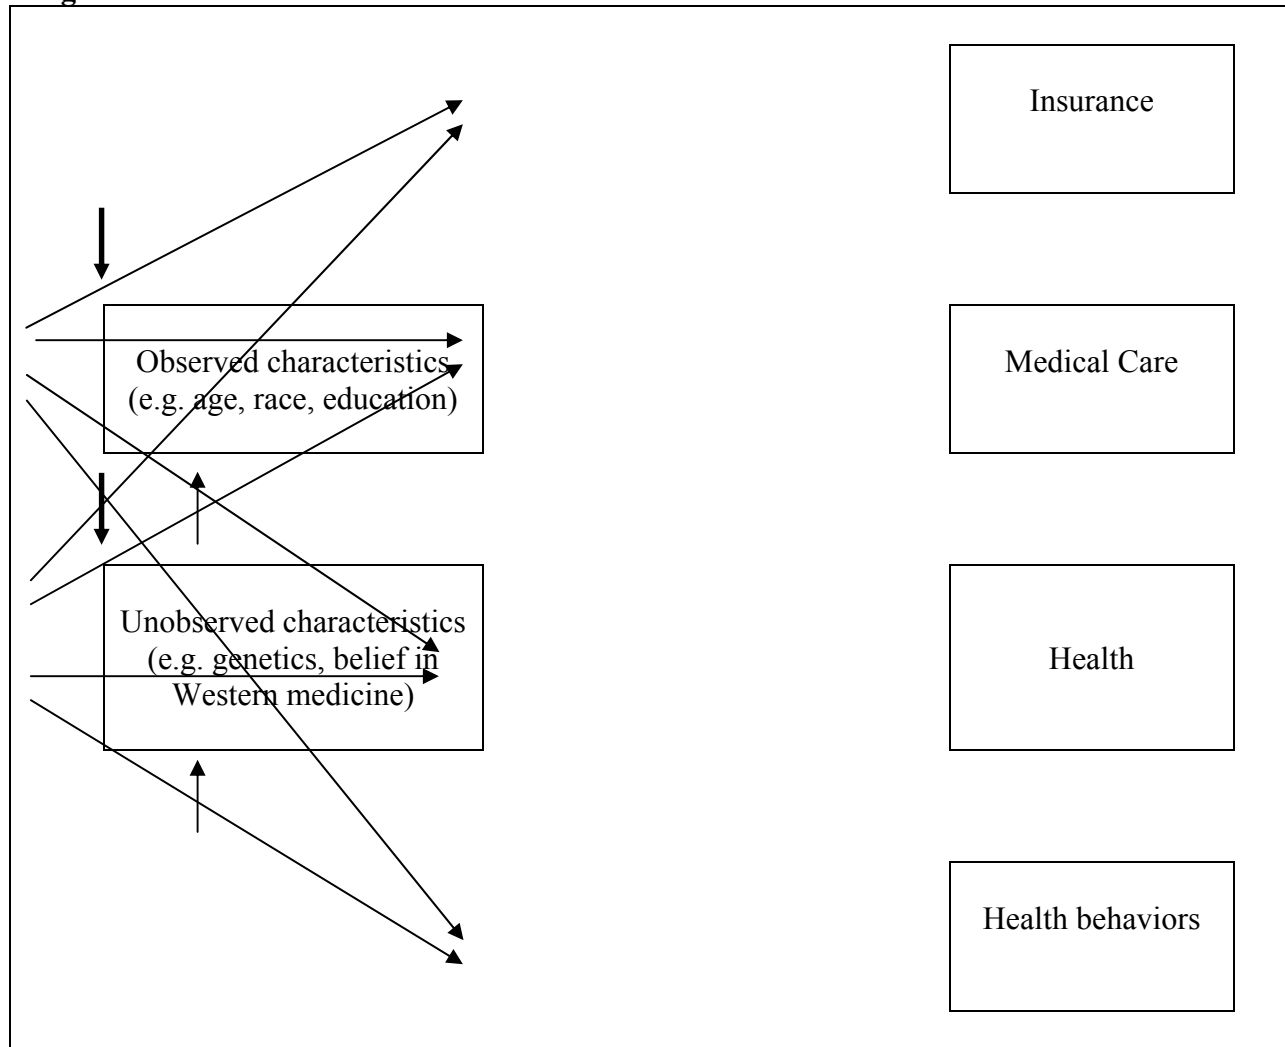 Insurance
Observed characteristics
(e.g. age, race, education)
Medical Care
Unobserved characteristics
(e.g. genetics, belief in
Western medicine)
Health
Health behaviors